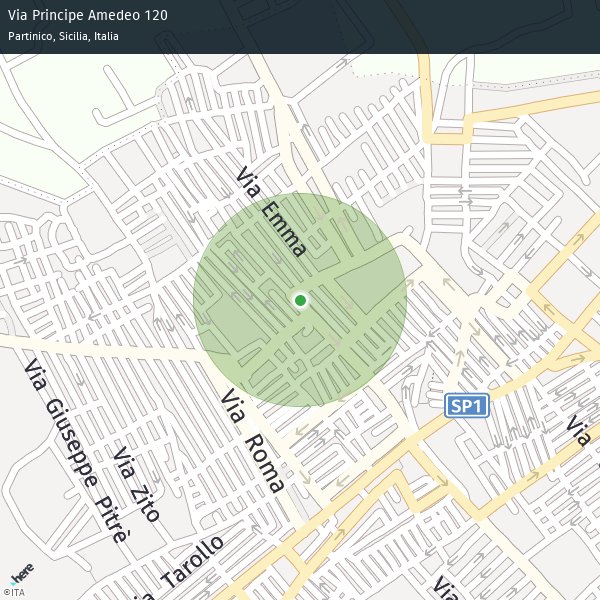 Via Principe Amedeo 120
Partinico, Sicilia, Italia
Via Emma
SP1
Via Giuseppe Pitrè
Via Roma
Via
Via Zito
Via Tarollo
Via
here
©ITA